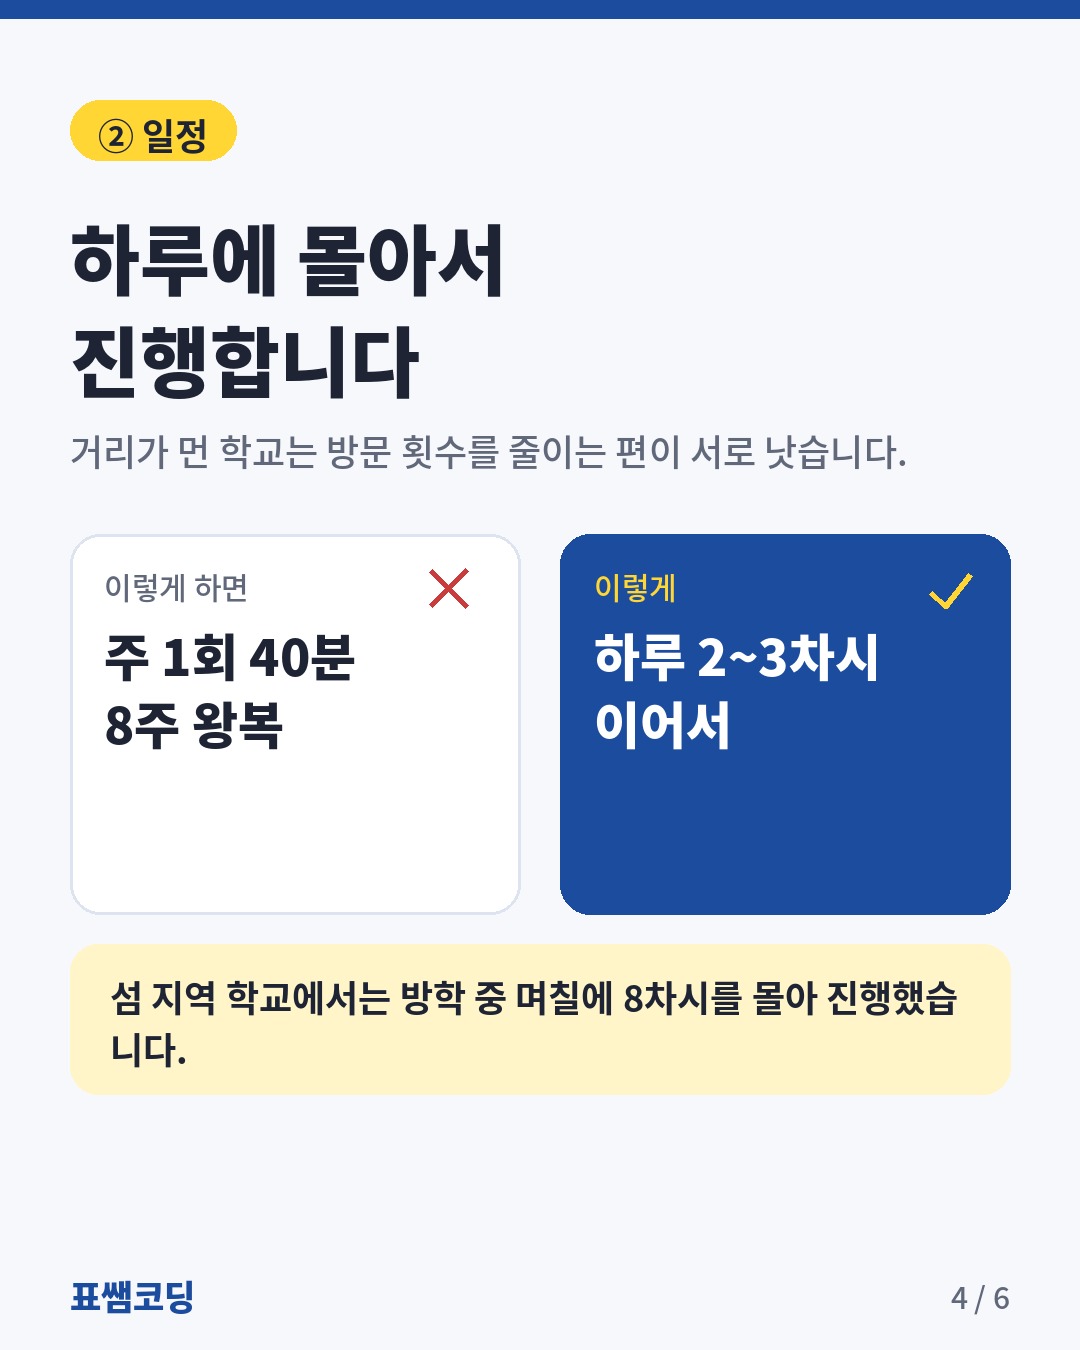 ② 일정
하루에 몰아서
진행합니다
거리가 먼 학교는 방문 횟수를 줄이는 편이 서로 낫습니다.
이렇게 하면
주 1회 40분
8주 왕복
이렇게
하루 2~3차시
이어서
섬 지역 학교에서는 방학 중 며칠에 8차시를 몰아 진행했습
니다.
표쌤코딩
4 / 6